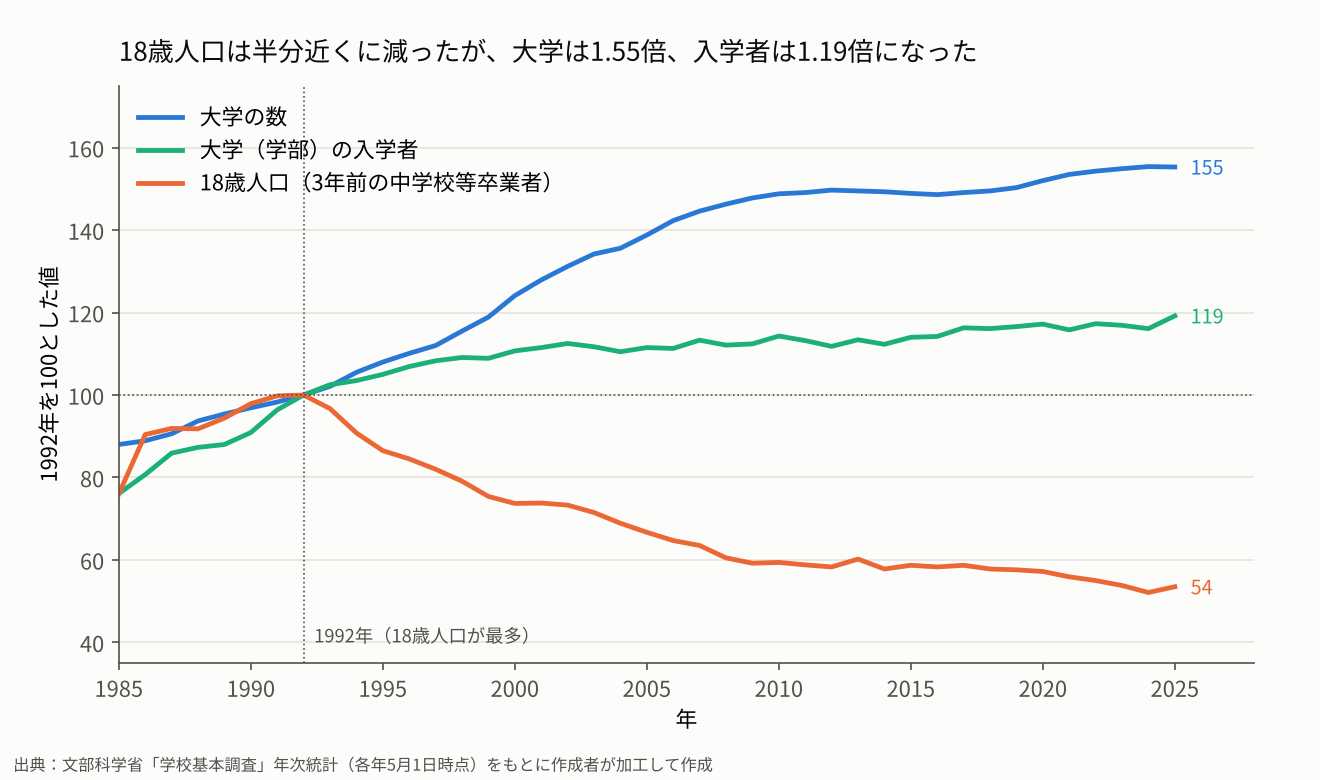 18歳人口は半分近くに減ったが、大学は1.55倍、入学者は1.19倍になった
大学の数
大学（学部）の入学者
18歳人口（3年前の中学校等卒業者）
1992年を100とした値
160
140
120
100
80
60
40
155
119
54
1992年（18歳人口が最多）
1985
1990
1995
2000
2005
2010
2015
2020
2025
年
出典：文部科学省「学校基本調査」年次統計（各年5月1日時点）をもとに作成者が加工して作成